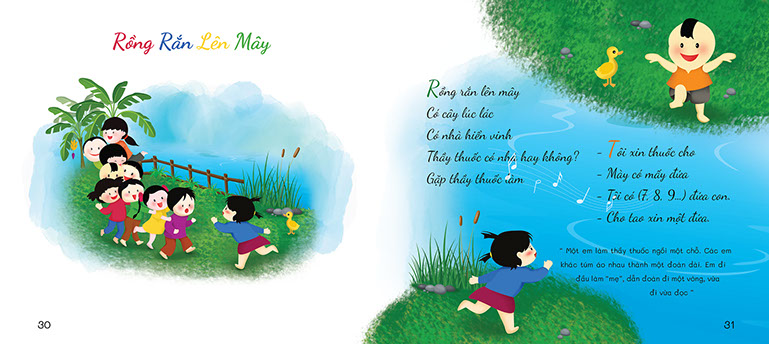 Rồng Rắn Lên Mây
Rồng rắn lên mây
Có cây lúc lắc
Có nhà hiển vinh
Thầy thuốc có nhà hay không?
Gặp thầy thuốc làm
- Tôi xin thuốc cho
- Mày có mấy đứa
- Tôi có (7, 8, 9...) đứa con.
- Cho tao xin một đứa.
" Một em làm thầy thuốc ngồi một chỗ. Các em
khác túm áo nhau thành một đoàn dài. Em đi
đầu làm "mẹ", dẫn đoàn đi một vòng, vừa
đi vừa đọc "
30
31